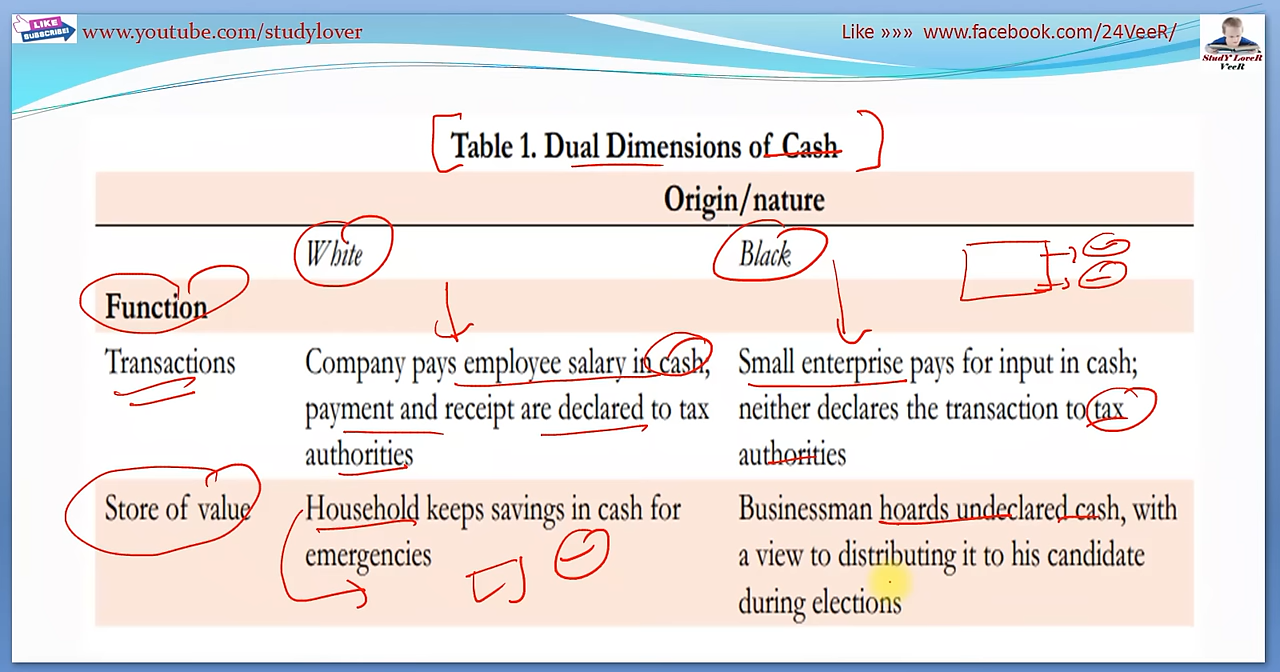 LIKE
SUBSCRIBE!
www.youtube.com/studylover
Like »»» www.facebook.com/24VeeR/
StudY LoveR
VeeR
Table 1. Dual Dimensions of Cash
Origin/nature
White Black
Function
Transactions Company pays employee salary in cash; Small enterprise pays for input in cash;
payment and receipt are declared to tax neither declares the transaction to tax
authorities authorities
Store of value Household keeps savings in cash for Businessman hoards undeclared cash, with
emergencies a view to distributing it to his candidate
during elections